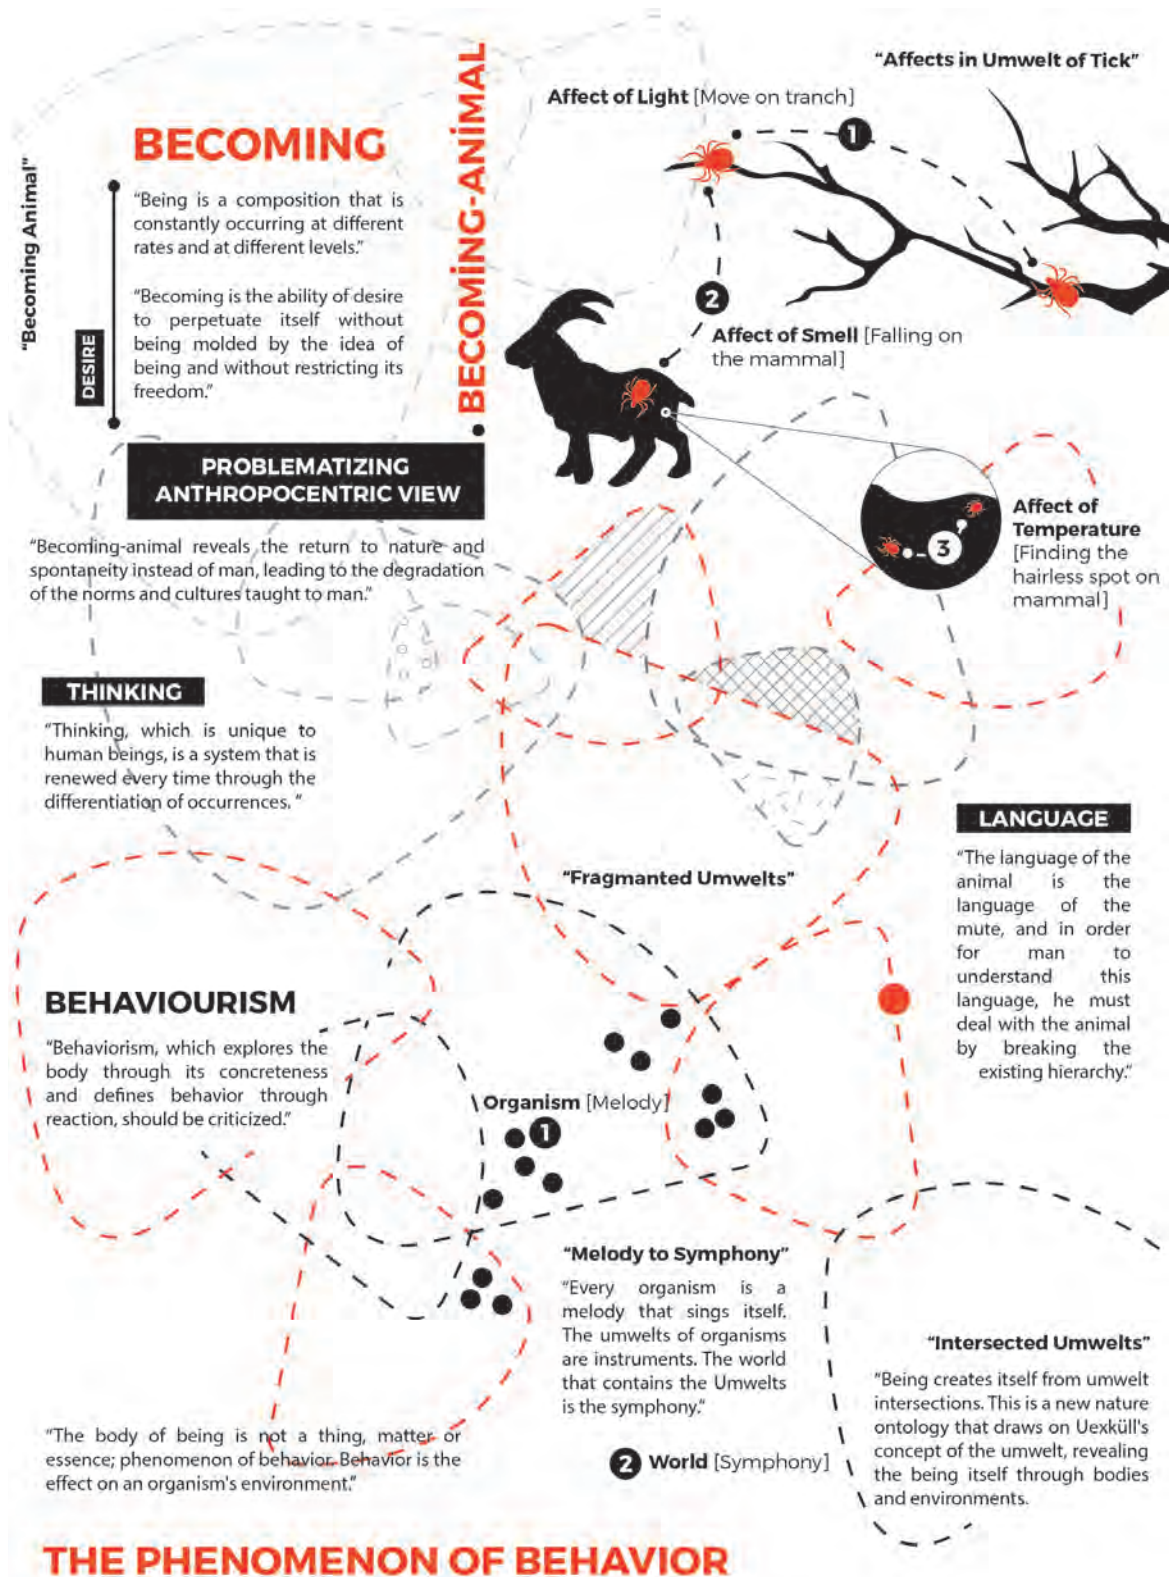 "Affects in Umwelt of Tick"
Affect of Light [Move on tranch]
1
BECOMING
"Becoming Animal"
BECOMİNG-ANİMAL
DESIRE
"Being is a composition that is
constantly occurring at different
rates and at different levels."
"Becoming is the ability of desire
to perpetuate itself without
being molded by the idea of
being and without restricting its
freedom."
2
Affect of Smell [Falling on
the mammal]
PROBLEMATIZING
ANTHROPOCENTRIC VIEW
"Becoming-animal reveals the return to nature and
spontaneity instead of man, leading to the degradation
of the norms and cultures taught to man."
3
Affect of
Temperature
[Finding the
hairless spot on
mammal]
THINKING
"Thinking, which is unique to
human beings, is a system that is
renewed every time through the
differentiation of occurrences. "
"Fragmanted Umwelts"
LANGUAGE
"The language of the
animal is the
language of the
mute, and in order
for man to
understand this
language, he must
deal with the animal
by breaking the
existing hierarchy."
BEHAVIOURISM
"Behaviorism, which explores the
body through its concreteness
and defines behavior through
reaction, should be criticized."
Organism [Melody]
1
"Melody to Symphony"
"Every organism is a
melody that sings itself.
The umwelts of organisms
are instruments. The world
that contains the Umwelts
is the symphony."
2 World [Symphony]
"Intersected Umwelts"
"Being creates itself from umwelt
intersections. This is a new nature
ontology that draws on Uexküll's
concept of the umwelt, revealing
the being itself through bodies
and environments.
"The body of being is not a thing, matter or
essence; phenomenon of behavior. Behavior is the
effect on an organism's environment."
THE PHENOMENON OF BEHAVIOR